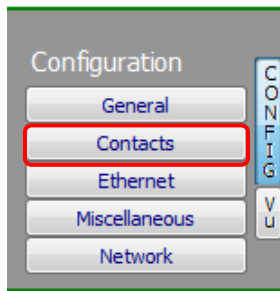 Configuration
General
Contacts
Ethernet
Miscellaneous
Network
CONFIG
Vu